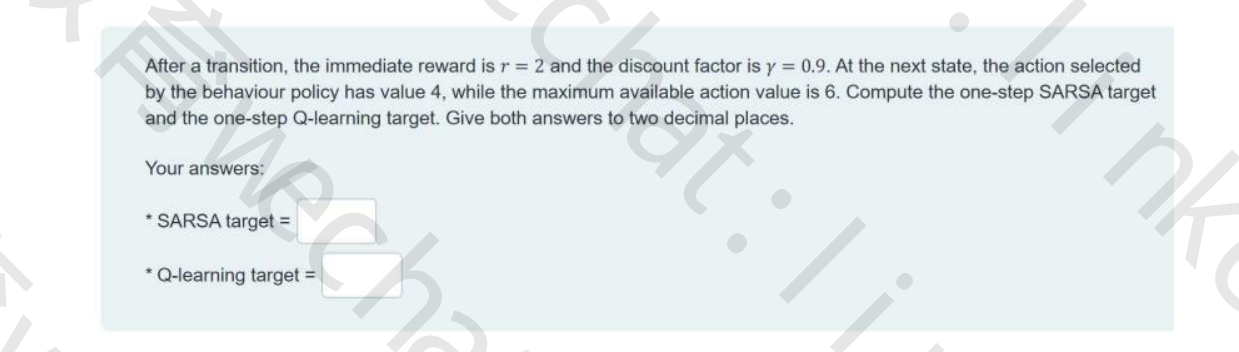 After a transition, the immediate reward is r = 2 and the discount factor is γ = 0.9. At the next state, the action selected
by the behaviour policy has value 4, while the maximum available action value is 6. Compute the one-step SARSA target
and the one-step Q-learning target. Give both answers to two decimal places.
Your answers:
* SARSA target =
* Q-learning target =